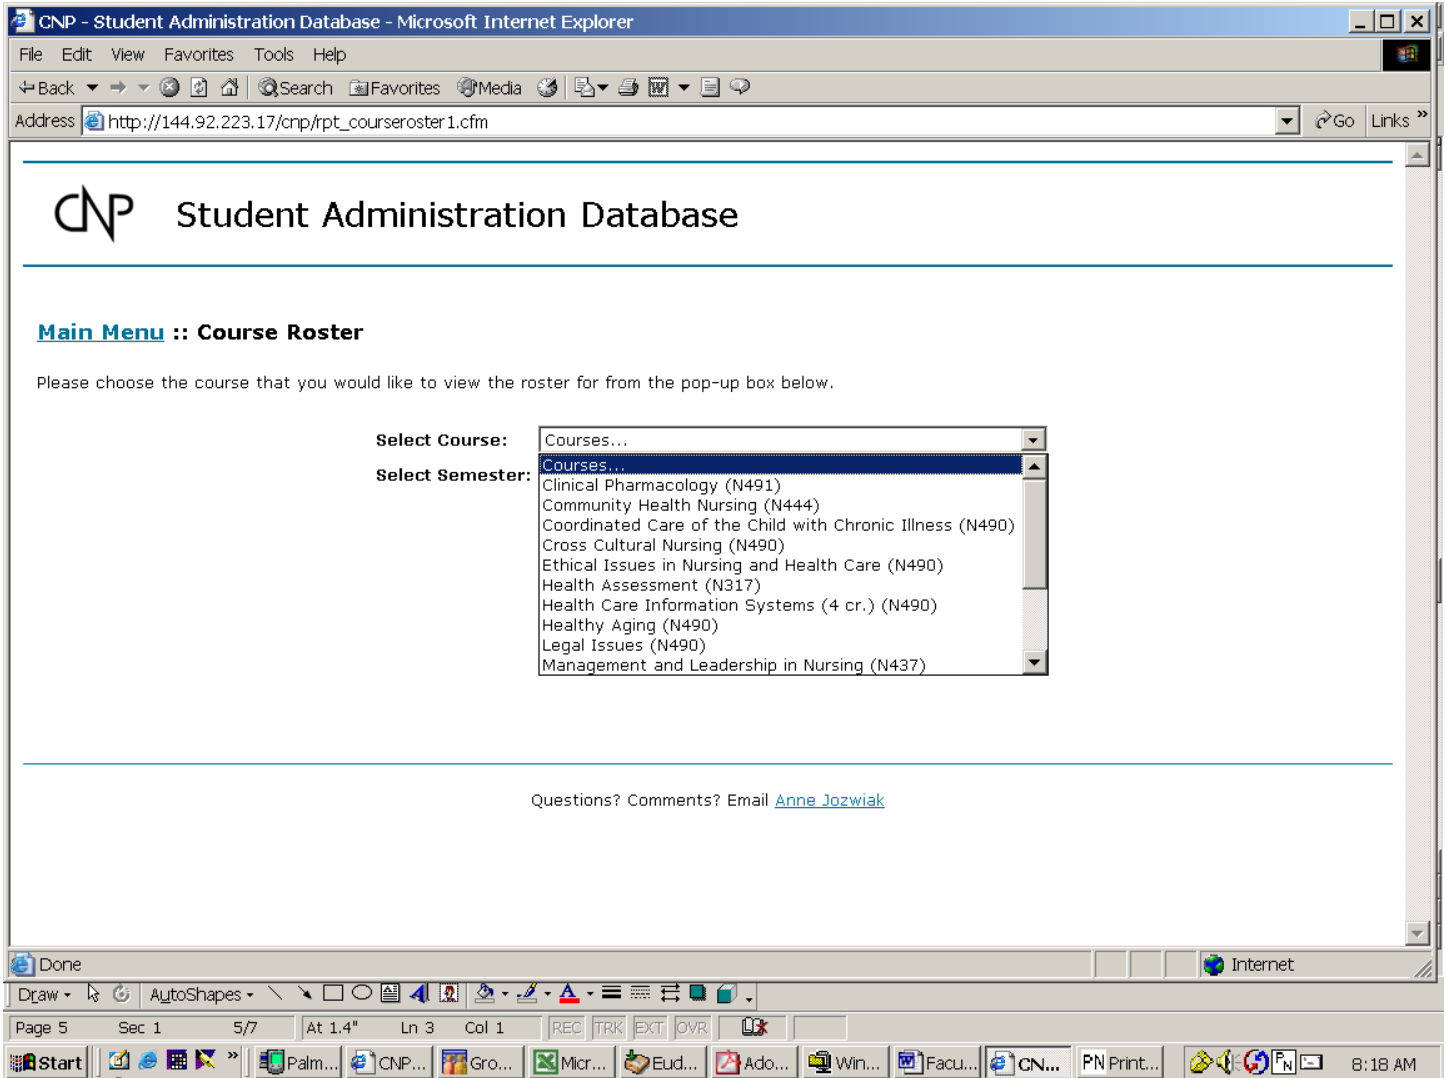 CNP - Student Administration Database - Microsoft Internet Explorer
File Edit View Favorites Tools Help
Back Search Favorites Media
Address http://144.92.223.17/cnp/rpt_courseroster1.cfm Go Links »
CNP Student Administration Database
Main Menu :: Course Roster
Please choose the course that you would like to view the roster for from the pop-up box below.
Select Course: Courses...
Select Semester:
Courses...
Clinical Pharmacology (N491)
Community Health Nursing (N444)
Coordinated Care of the Child with Chronic Illness (N490)
Cross Cultural Nursing (N490)
Ethical Issues in Nursing and Health Care (N490)
Health Assessment (N317)
Health Care Information Systems (4 cr.) (N490)
Healthy Aging (N490)
Legal Issues (N490)
Management and Leadership in Nursing (N437)
Questions? Comments? Email Anne Jozwiak
Done Internet
Draw AutoShapes
Page 5 Sec 1 5/7 At 1.4" Ln 3 Col 1 REC TRK EXT OVR
Start » Palm... CNP... Gro... Micr... Eud... Ado... Win... Facu... CN... PN Print... PN 8:18 AM